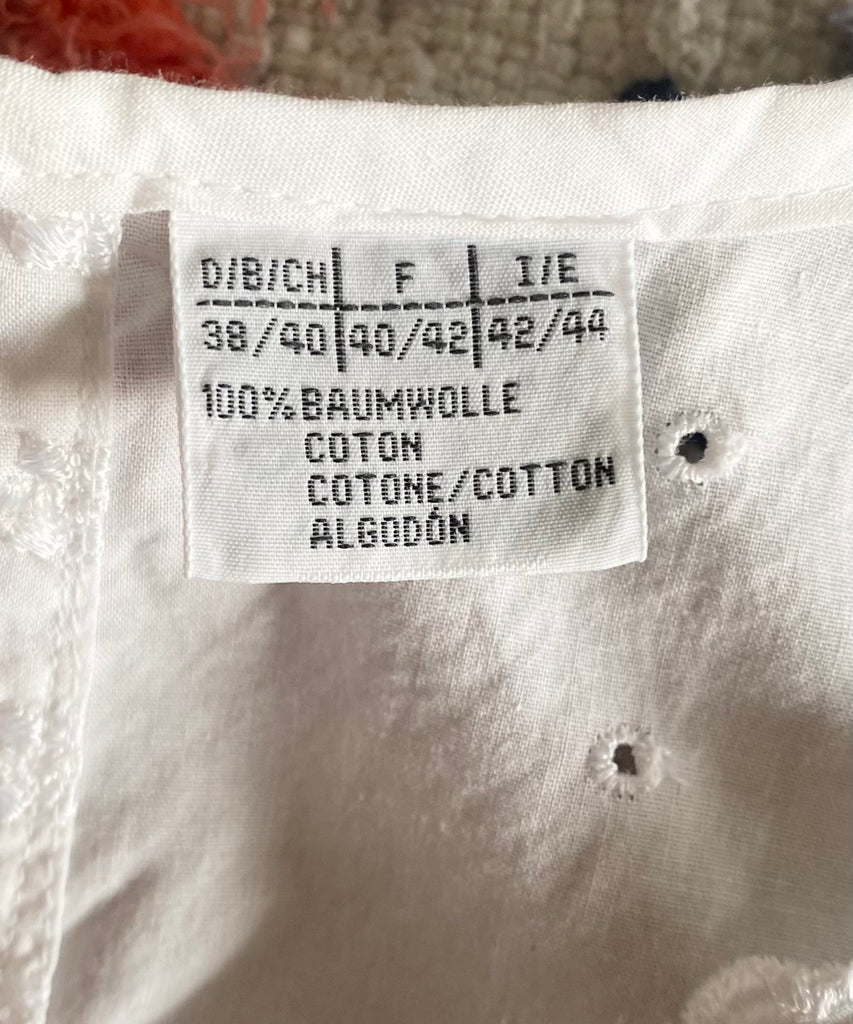 D/B/CH F I/E
38/40 40/42 42/44
100% BAUMWOLLE
COTON
COTONE/COTTON
ALGODÓN